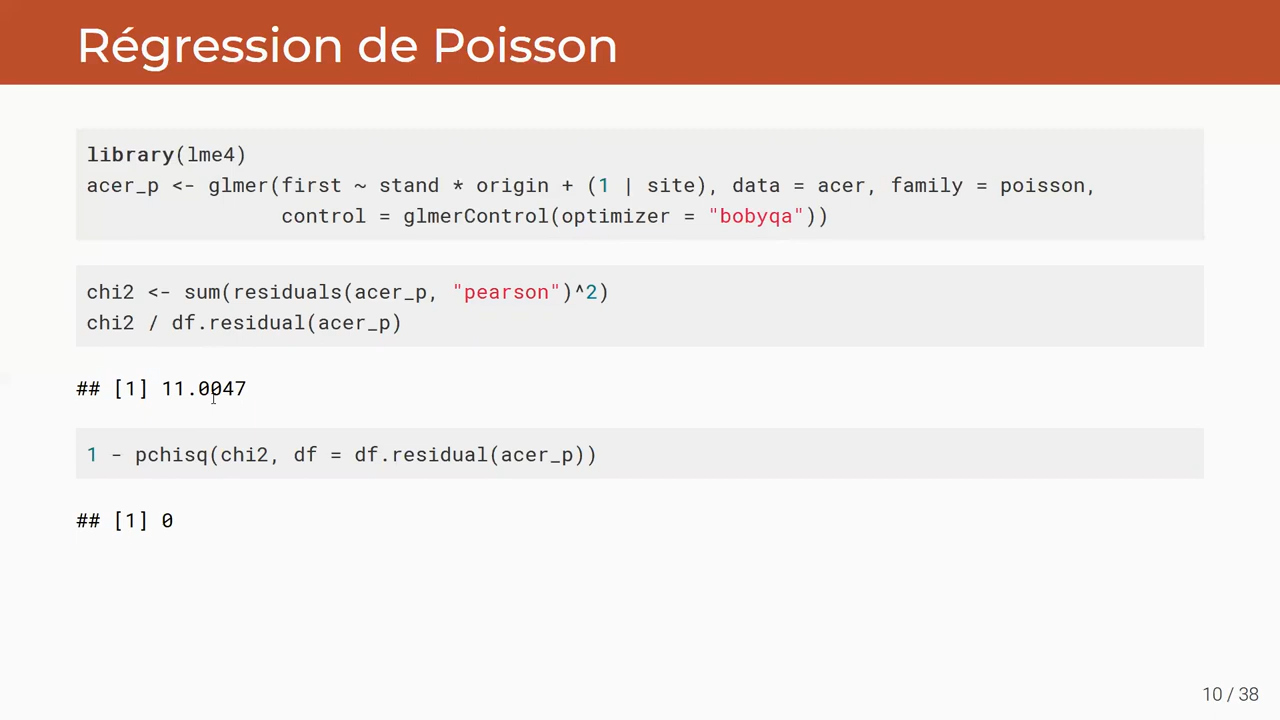 Régression de Poisson
library(lme4)
acer_p <- glmer(first ~ stand * origin + (1 | site), data = acer, family = poisson,
control = glmerControl(optimizer = "bobyqa"))
chi2 <- sum(residuals(acer_p, "pearson")^2)
chi2 / df.residual(acer_p)
## [1] 11.0047
1 - pchisq(chi2, df = df.residual(acer_p))
## [1] 0
10 / 38